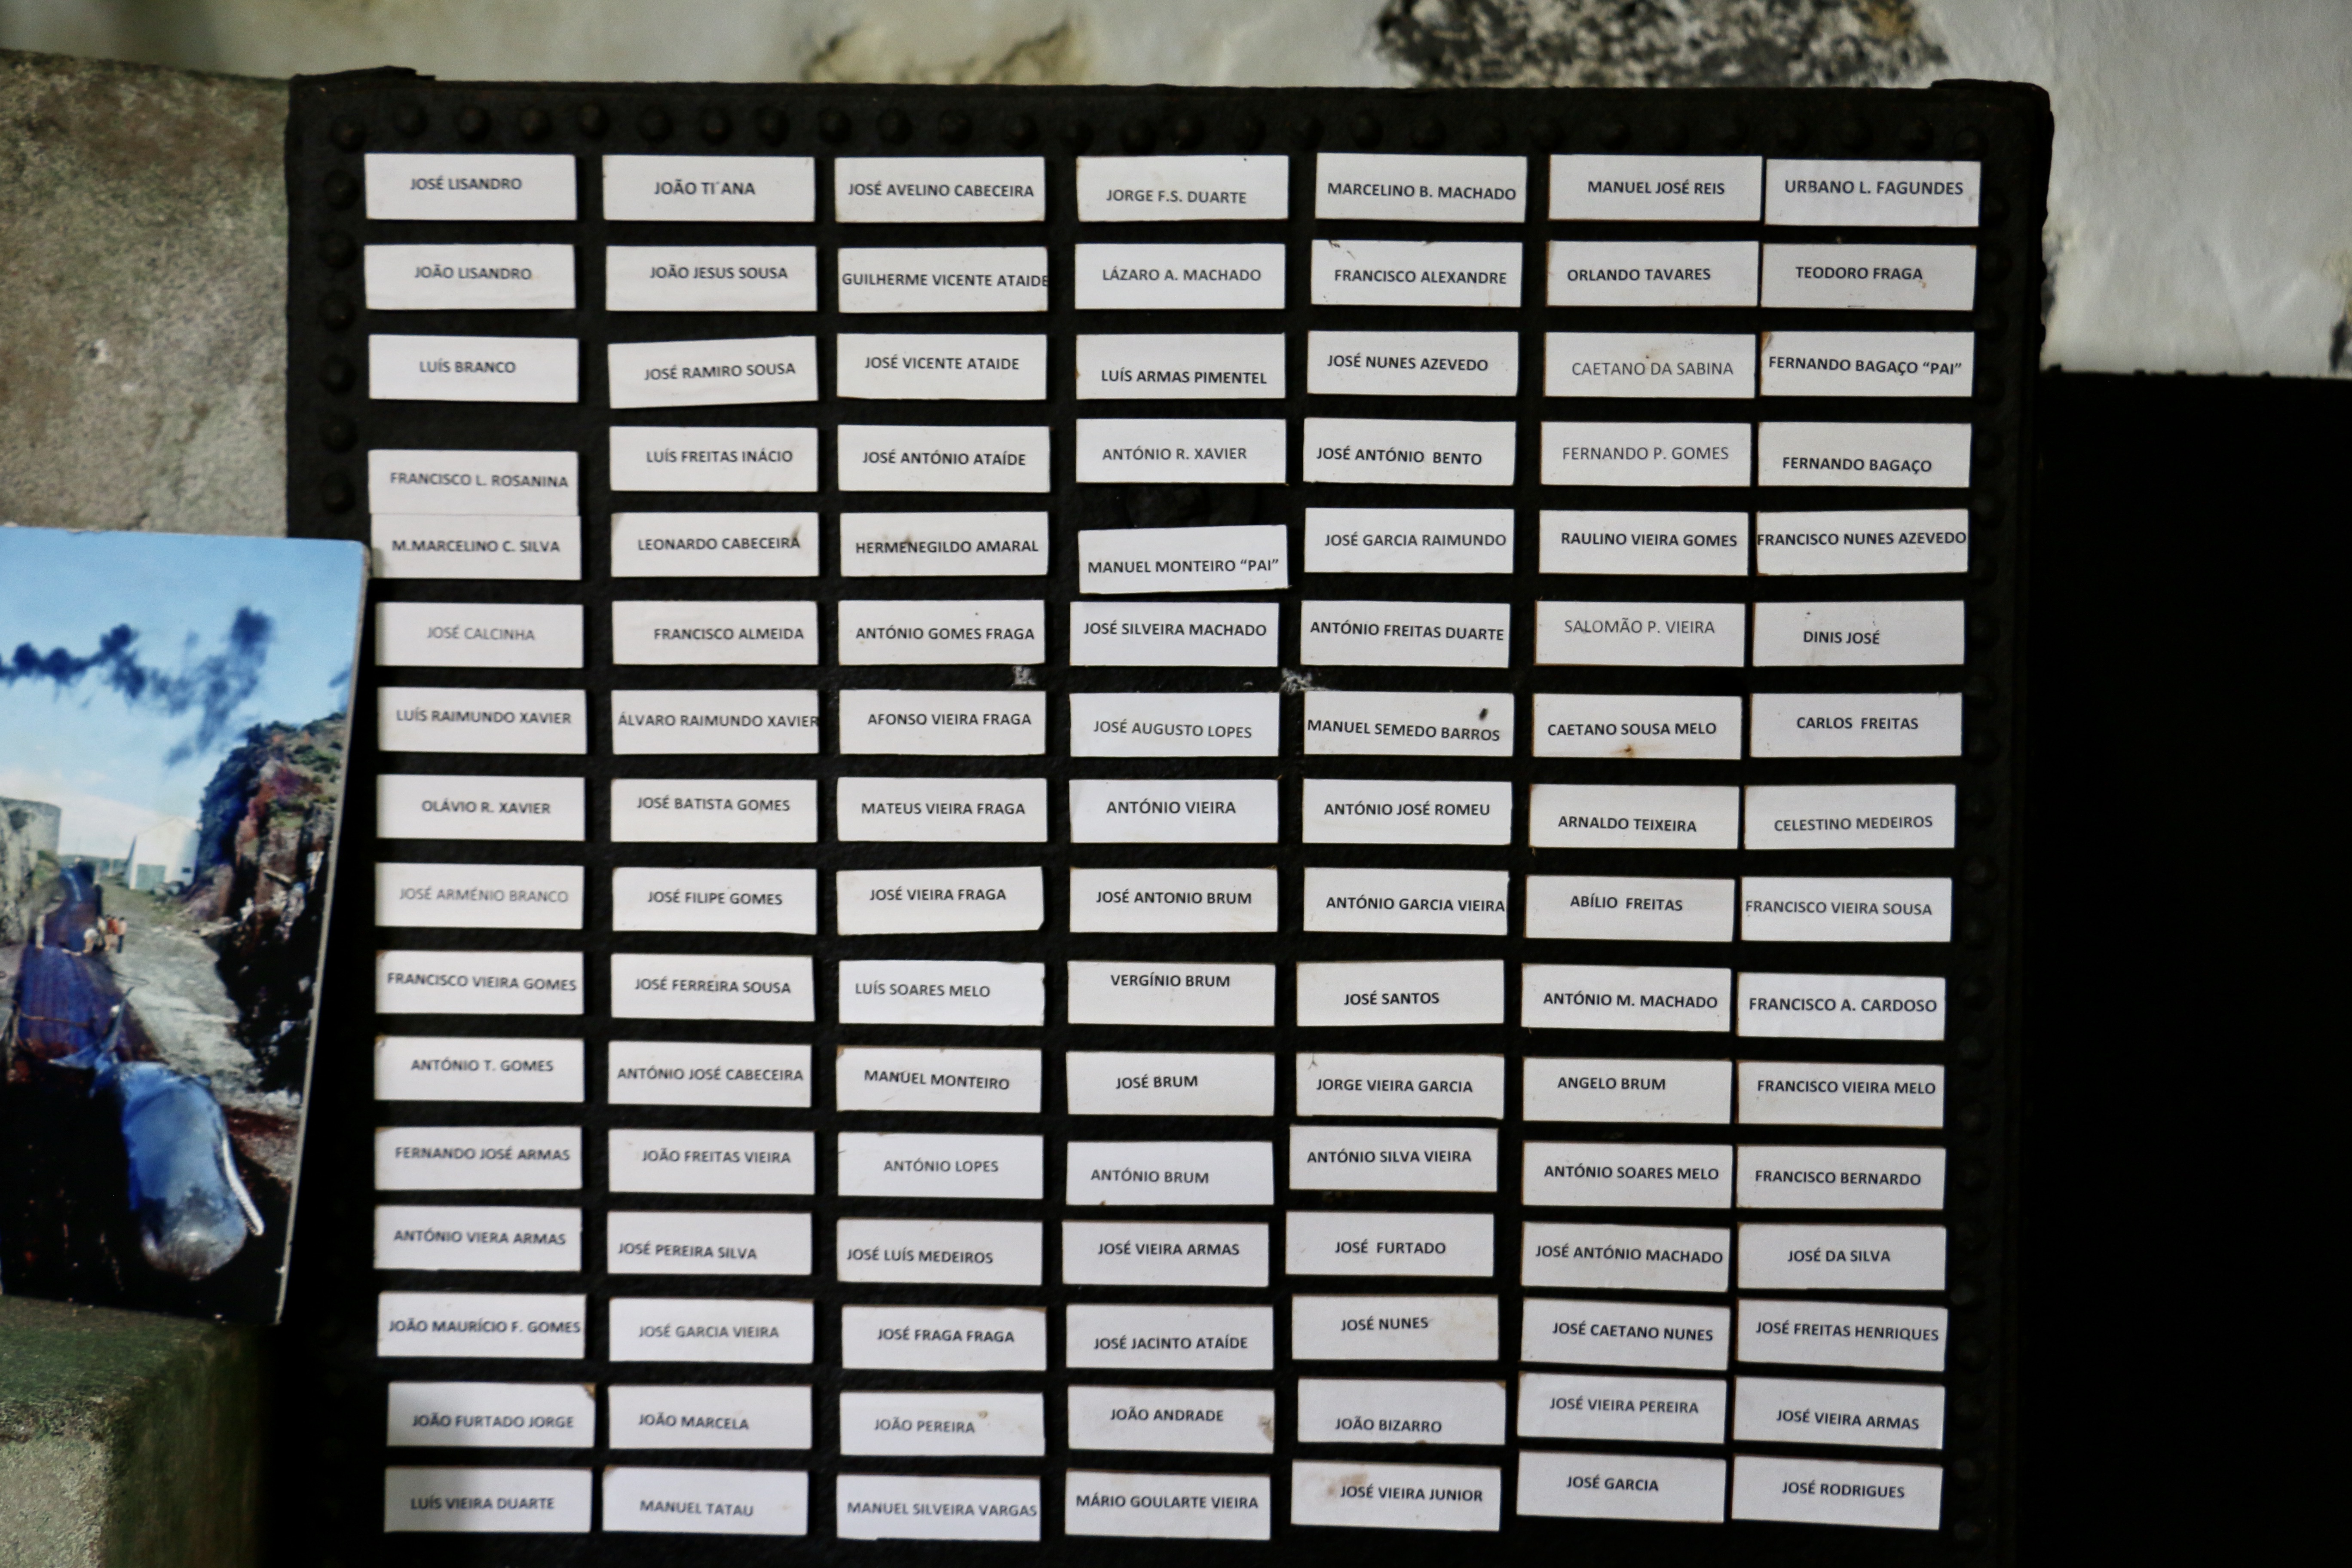 JOSÉ LISANDRO
JOÃO TI´ANA
JOSÉ AVELINO CABECEIRA
JORGE F.S. DUARTE
MARCELINO B. MACHADO
MANUEL JOSÉ REIS
URBANO L. FAGUNDES
JOÃO LISANDRO
JOÃO JESUS SOUSA
GUILHERME VICENTE ATAIDE
LÁZARO A. MACHADO
FRANCISCO ALEXANDRE
ORLANDO TAVARES
TEODORO FRAGA
LUÍS BRANCO
JOSÉ RAMIRO SOUSA
JOSÉ VICENTE ATAIDE
LUÍS ARMAS PIMENTEL
JOSÉ NUNES AZEVEDO
CAETANO DA SABINA
FERNANDO BAGAÇO “PAI”
FRANCISCO L. ROSANINA
LUÍS FREITAS INÁCIO
JOSÉ ANTÓNIO ATAÍDE
ANTÓNIO R. XAVIER
JOSÉ ANTÓNIO BENTO
FERNANDO P. GOMES
FERNANDO BAGAÇO
M.MARCELINO C. SILVA
LEONARDO CABECEIRA
HERMENEGILDO AMARAL
MANUEL MONTEIRO “PAI”
JOSÉ GARCIA RAIMUNDO
RAULINO VIEIRA GOMES
FRANCISCO NUNES AZEVEDO
JOSÉ CALCINHA
FRANCISCO ALMEIDA
ANTÓNIO GOMES FRAGA
JOSÉ SILVEIRA MACHADO
ANTÓNIO FREITAS DUARTE
SALOMÃO P. VIEIRA
DINIS JOSÉ
LUÍS RAIMUNDO XAVIER
ÁLVARO RAIMUNDO XAVIER
AFONSO VIEIRA FRAGA
JOSÉ AUGUSTO LOPES
MANUEL SEMEDO BARROS
CAETANO SOUSA MELO
CARLOS FREITAS
OLÁVIO R. XAVIER
JOSÉ BATISTA GOMES
MATEUS VIEIRA FRAGA
ANTÓNIO VIEIRA
ANTÓNIO JOSÉ ROMEU
ARNALDO TEIXEIRA
CELESTINO MEDEIROS
JOSÉ ARMÉNIO BRANCO
JOSÉ FILIPE GOMES
JOSÉ VIEIRA FRAGA
JOSÉ ANTONIO BRUM
ANTÓNIO GARCIA VIEIRA
ABÍLIO FREITAS
FRANCISCO VIEIRA SOUSA
FRANCISCO VIEIRA GOMES
JOSÉ FERREIRA SOUSA
LUÍS SOARES MELO
VERGÍNIO BRUM
JOSÉ SANTOS
ANTÓNIO M. MACHADO
FRANCISCO A. CARDOSO
ANTÓNIO T. GOMES
ANTÓNIO JOSÉ CABECEIRA
MANUEL MONTEIRO
JOSÉ BRUM
JORGE VIEIRA GARCIA
ANGELO BRUM
FRANCISCO VIEIRA MELO
FERNANDO JOSÉ ARMAS
JOÃO FREITAS VIEIRA
ANTÓNIO LOPES
ANTÓNIO BRUM
ANTÓNIO SILVA VIEIRA
ANTÓNIO SOARES MELO
FRANCISCO BERNARDO
ANTÓNIO VIERA ARMAS
JOSÉ PEREIRA SILVA
JOSÉ LUÍS MEDEIROS
JOSÉ VIEIRA ARMAS
JOSÉ FURTADO
JOSÉ ANTÓNIO MACHADO
JOSÉ DA SILVA
JOÃO MAURÍCIO F. GOMES
JOSÉ GARCIA VIEIRA
JOSÉ FRAGA FRAGA
JOSÉ JACINTO ATAÍDE
JOSÉ NUNES
JOSÉ CAETANO NUNES
JOSÉ FREITAS HENRIQUES
JOÃO FURTADO JORGE
JOÃO MARCELA
JOÃO PEREIRA
JOÃO ANDRADE
JOÃO BIZARRO
JOSÉ VIEIRA PEREIRA
JOSÉ VIEIRA ARMAS
LUÍS VIEIRA DUARTE
MANUEL TATAU
MANUEL SILVEIRA VARGAS
MÁRIO GOULARTE VIEIRA
JOSÉ VIEIRA JUNIOR
JOSÉ GARCIA
JOSÉ RODRIGUES